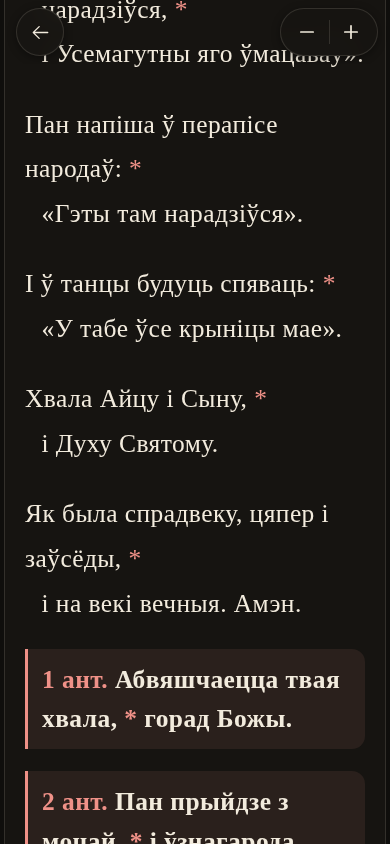 нарадзіўся, *
і Усемагутны яго ўмацаваў».
Пан напіша ў перапісе
народаў: *
«Гэты там нарадзіўся».
І ў танцы будуць спяваць: *
«У табе ўсе крыніцы мае».
Хвала Айцу і Сыну, *
і Духу Святому.
Як была спрадвеку, цяпер і
заўсёды, *
і на векі вечныя. Амэн.
1 ант. Абвяшчаецца твая
хвала, * горад Божы.
2 ант. Пан прыйдзе з
моцай, * і ўзнагарода